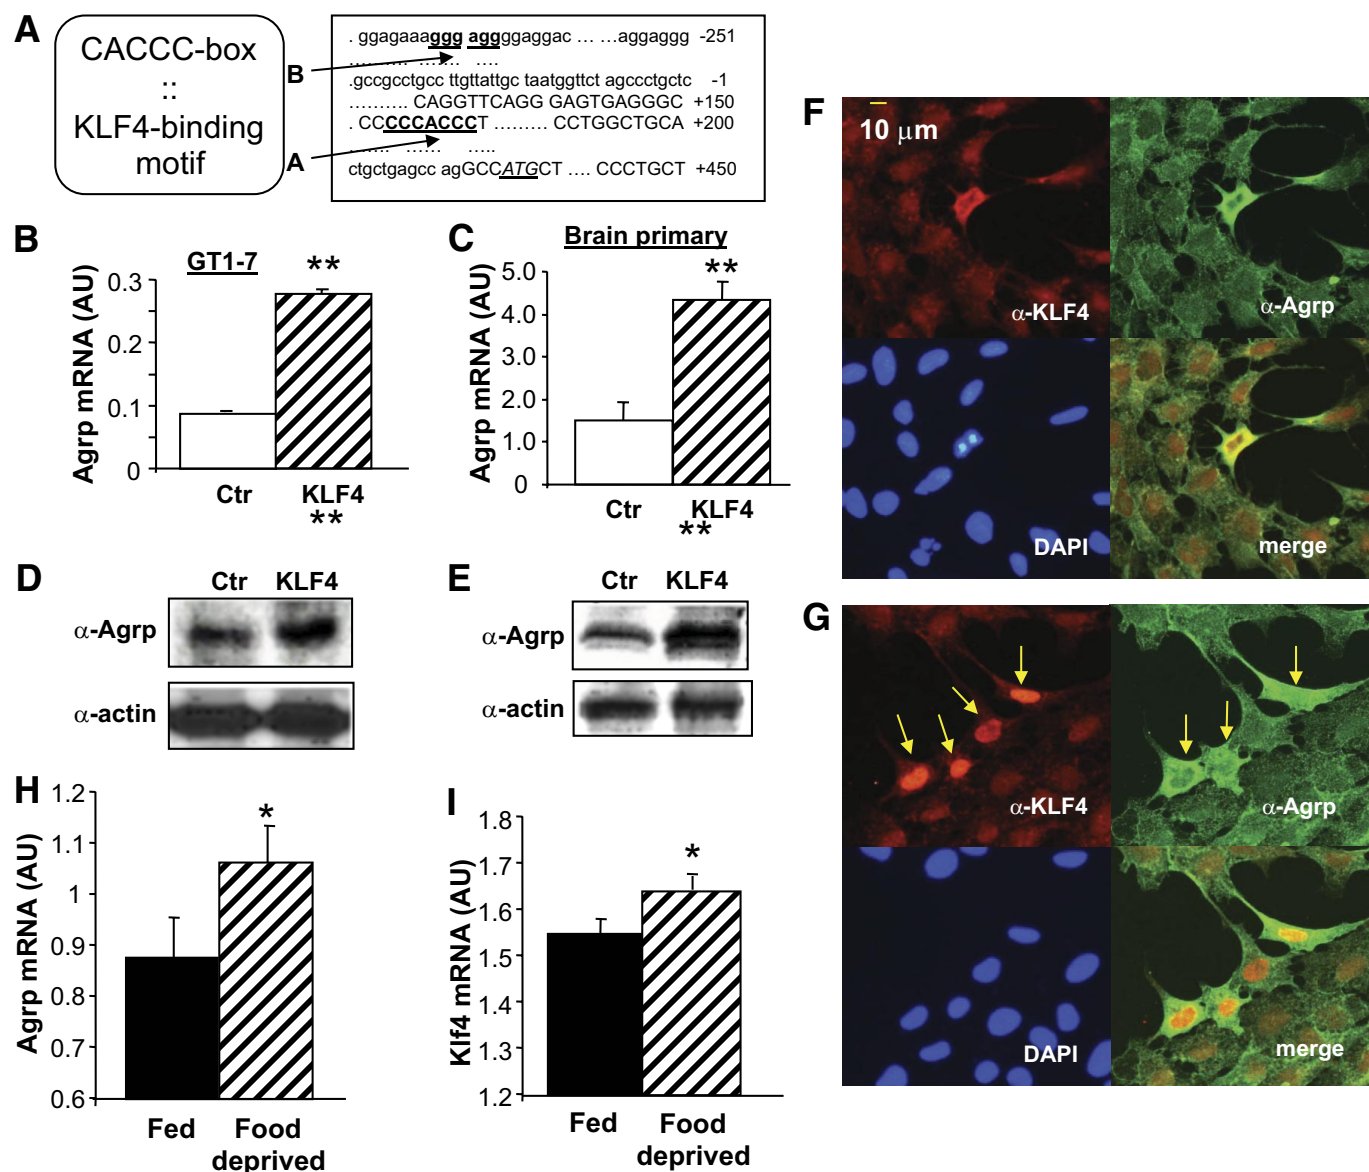 A
CACCC-box
::
KLF4-binding
motif
B
A
. ggagaaaggg aggggaggac ... ...aggaggg -251
.......... ....... ....
.gccgcctgcc ttgttattgc taatggttct agccctgctc -1
.......... CAGGTTCAGG GAGTGAGGGC +150
. CCCCCACCCT ......... CCTGGCTGCA +200
....... ...... .....
ctgctgagcc agGCCATGCT .... CCCTGCT +450
B
GT1-7
**
Agrp mRNA (AU)
0.3
0.2
0.1
0
Ctr KLF4
**
C
Brain primary
**
Agrp mRNA (AU)
5.0
4.0
3.0
2.0
1.0
0
Ctr KLF4
**
D
Ctr KLF4
α-Agrp
α-actin
E
Ctr KLF4
α-Agrp
α-actin
F
10 μm
α-KLF4
α-Agrp
DAPI
merge
G
α-KLF4
α-Agrp
DAPI
merge
H
*
Agrp mRNA (AU)
1.2
1.1
1
0.9
0.8
0.7
0.6
Fed Food
deprived
I
*
Klf4 mRNA (AU)
1.8
1.7
1.6
1.5
1.4
1.3
1.2
Fed Food
deprived